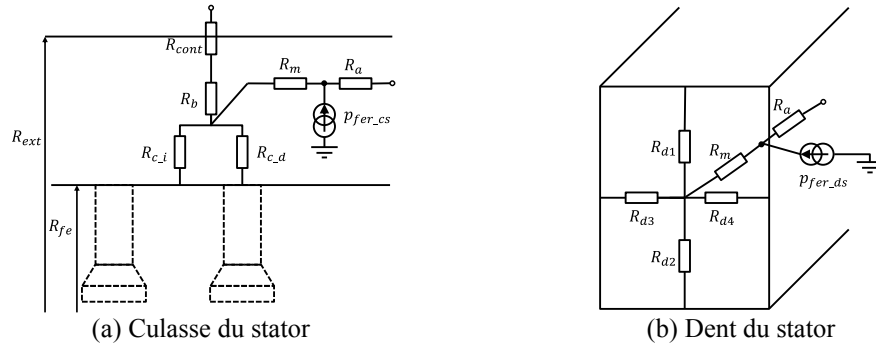 R_cont
R_m
R_a
R_b
p_fer_cs
R_ext
R_c_i
R_c_d
R_fe
(a) Culasse du stator
R_a
R_d1
R_m
p_fer_ds
R_d3
R_d4
R_d2
(b) Dent du stator